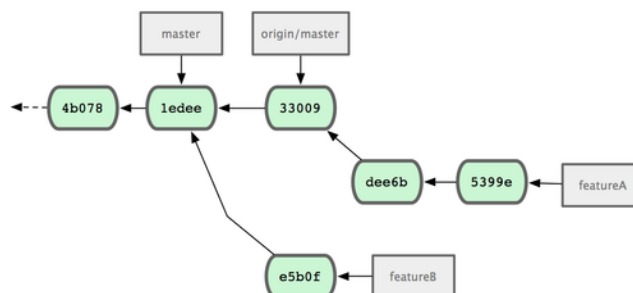 master
origin/master
4b078
1edee
33009
dee6b
5399e
featureA
e5b0f
featureB